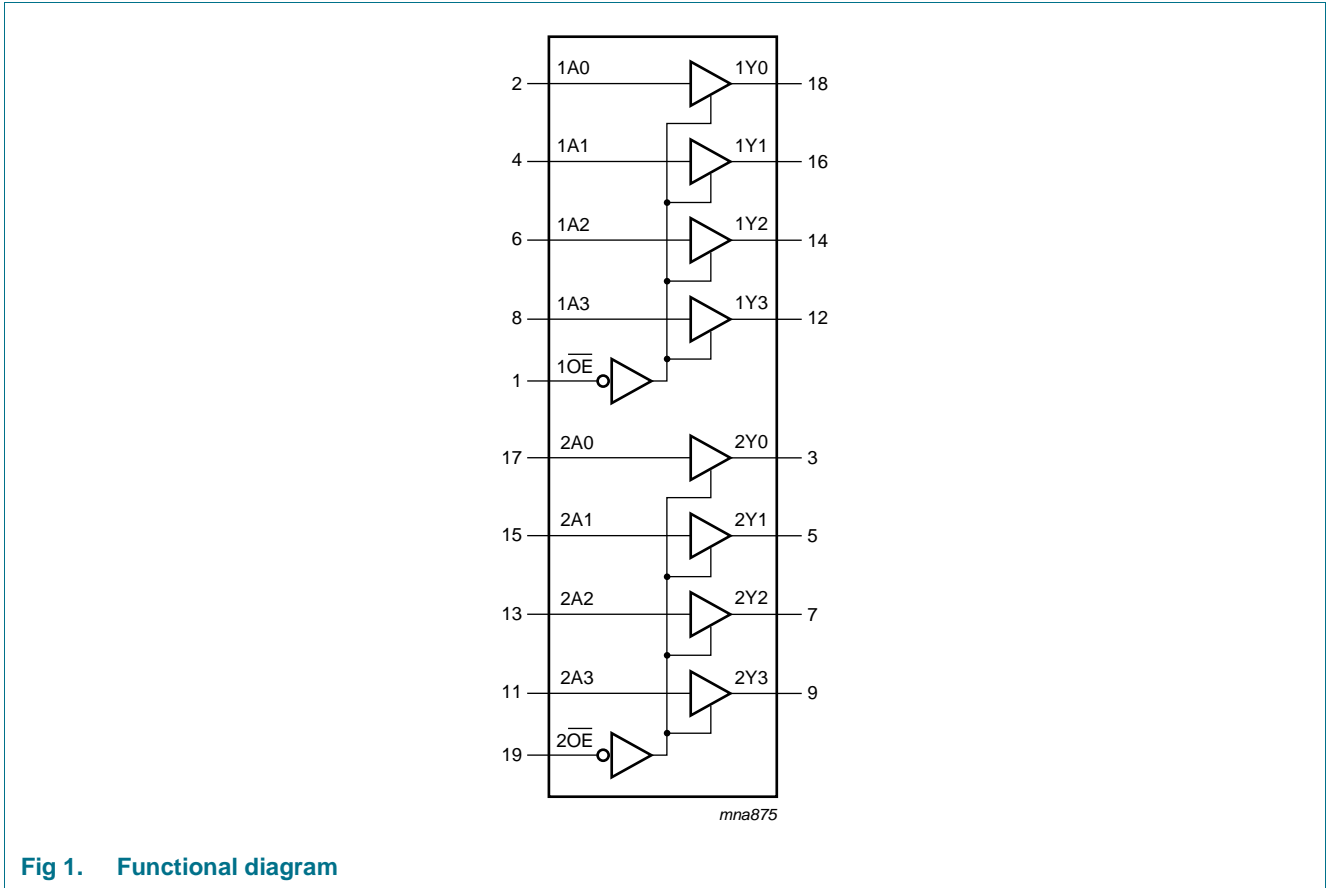 2 1A0 1Y0 18
4 1A1 1Y1 16
6 1A2 1Y2 14
8 1A3 1Y3 12
1 1O̅E̅
17 2A0 2Y0 3
15 2A1 2Y1 5
13 2A2 2Y2 7
11 2A3 2Y3 9
19 2O̅E̅
mna875
Fig 1. Functional diagram